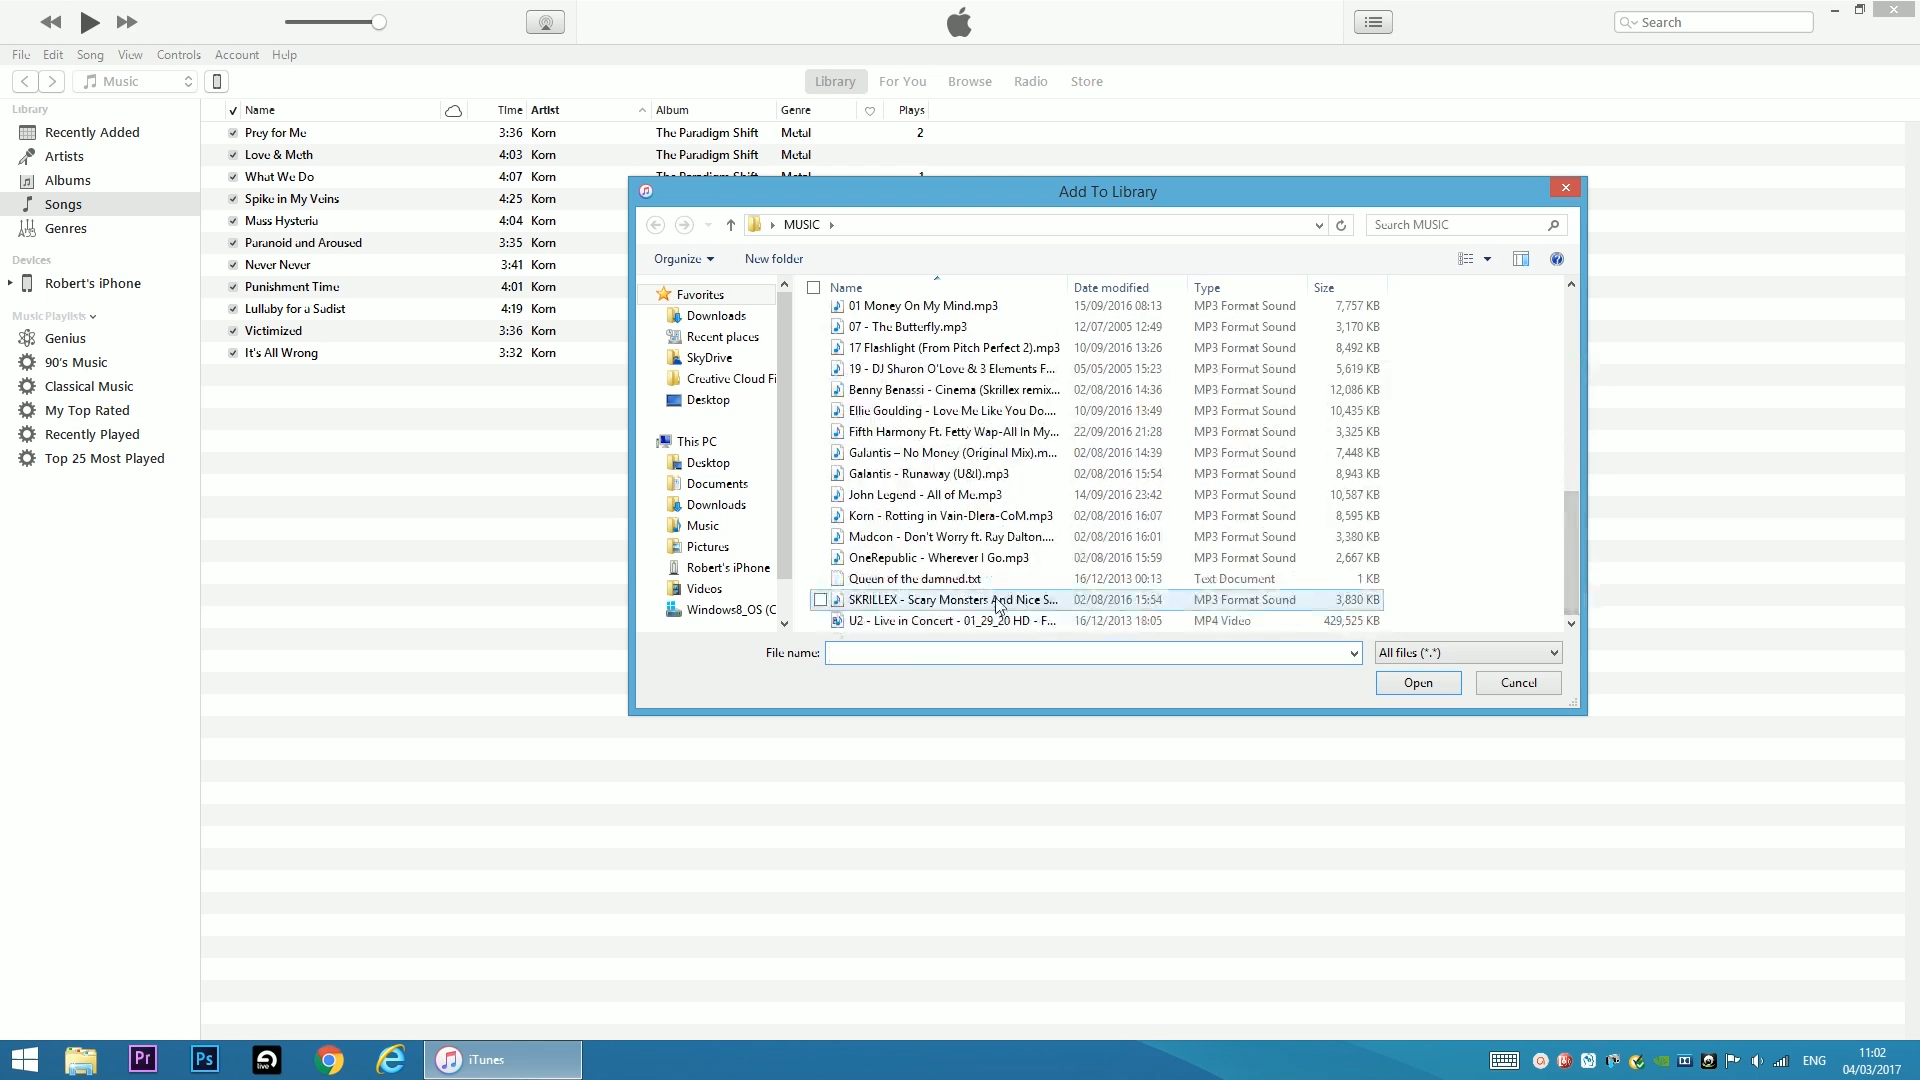 Search
File Edit Song View Controls Account Help
Music
Library For You Browse Radio Store
Library
Recently Added
Artists
Albums
Songs
Genres
Devices
Robert's iPhone
Music Playlists
Genius
90's Music
Classical Music
My Top Rated
Recently Played
Top 25 Most Played
Name Time Artist Album Genre Plays
Prey for Me 3:36 Korn The Paradigm Shift Metal 2
Love & Meth 4:03 Korn The Paradigm Shift Metal
What We Do 4:07 Korn The Paradigm Shift Metal 1
Spike in My Veins 4:25 Korn
Mass Hysteria 4:04 Korn
Paranoid and Aroused 3:35 Korn
Never Never 3:41 Korn
Punishment Time 4:01 Korn
Lullaby for a Sadist 4:19 Korn
Victimized 3:36 Korn
It's All Wrong 3:32 Korn
Add To Library
MUSIC
Search MUSIC
Organize New folder
Favorites
Downloads
Recent places
SkyDrive
Creative Cloud Fi
Desktop
This PC
Desktop
Documents
Downloads
Music
Pictures
Robert's iPhone
Videos
Windows8_OS (C
Name Date modified Type Size
01 Money On My Mind.mp3 15/09/2016 08:13 MP3 Format Sound 7,757 KB
07 - The Butterfly.mp3 12/07/2005 12:49 MP3 Format Sound 3,170 KB
17 Flashlight (From Pitch Perfect 2).mp3 10/09/2016 13:26 MP3 Format Sound 8,492 KB
19 - DJ Sharon O'Love & 3 Elements F... 05/05/2005 15:23 MP3 Format Sound 5,619 KB
Benny Benassi - Cinema (Skrillex remix... 02/08/2016 14:36 MP3 Format Sound 12,086 KB
Ellie Goulding - Love Me Like You Do.... 10/09/2016 13:49 MP3 Format Sound 10,435 KB
Fifth Harmony Ft. Fetty Wap-All In My... 22/09/2016 21:28 MP3 Format Sound 3,325 KB
Galantis – No Money (Original Mix).m... 02/08/2016 14:39 MP3 Format Sound 7,448 KB
Galantis - Runaway (U&I).mp3 02/08/2016 15:54 MP3 Format Sound 8,943 KB
John Legend - All of Me.mp3 14/09/2016 23:42 MP3 Format Sound 10,587 KB
Korn - Rotting in Vain-Dlera-CoM.mp3 02/08/2016 16:07 MP3 Format Sound 8,595 KB
Madcon - Don't Worry ft. Ray Dalton.... 02/08/2016 16:01 MP3 Format Sound 3,380 KB
OneRepublic - Wherever I Go.mp3 02/08/2016 15:59 MP3 Format Sound 2,667 KB
Queen of the damned.txt 16/12/2013 00:13 Text Document 1 KB
SKRILLEX - Scary Monsters And Nice S... 02/08/2016 15:54 MP3 Format Sound 3,830 KB
U2 - Live in Concert - 01_29_20 HD - F... 16/12/2013 18:05 MP4 Video 429,525 KB
File name: All files (*.*)
Open Cancel
Pr Ps live iTunes ENG 11:02
04/03/2017